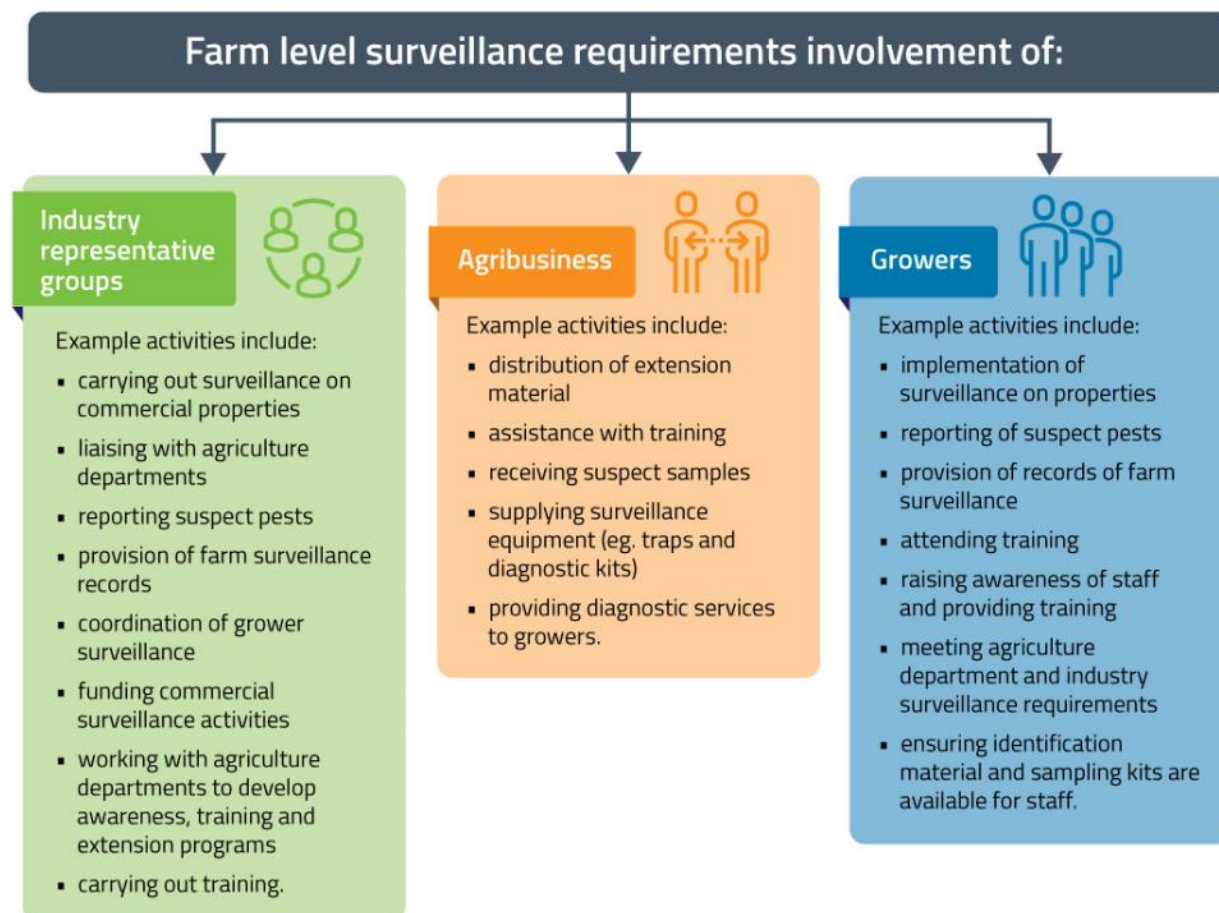 Farm level surveillance requirements involvement of:
Industry
representative
groups
Example activities include:
▪ carrying out surveillance on
commercial properties
▪ liaising with agriculture
departments
▪ reporting suspect pests
▪ provision of farm surveillance
records
▪ coordination of grower
surveillance
▪ funding commercial
surveillance activities
▪ working with agriculture
departments to develop
awareness, training and
extension programs
▪ carrying out training.
Agribusiness
Example activities include:
▪ distribution of extension
material
▪ assistance with training
▪ receiving suspect samples
▪ supplying surveillance
equipment (eg. traps and
diagnostic kits)
▪ providing diagnostic services
to growers.
Growers
Example activities include:
▪ implementation of
surveillance on properties
▪ reporting of suspect pests
▪ provision of records of farm
surveillance
▪ attending training
▪ raising awareness of staff
and providing training
▪ meeting agriculture
department and industry
surveillance requirements
▪ ensuring identification
material and sampling kits are
available for staff.